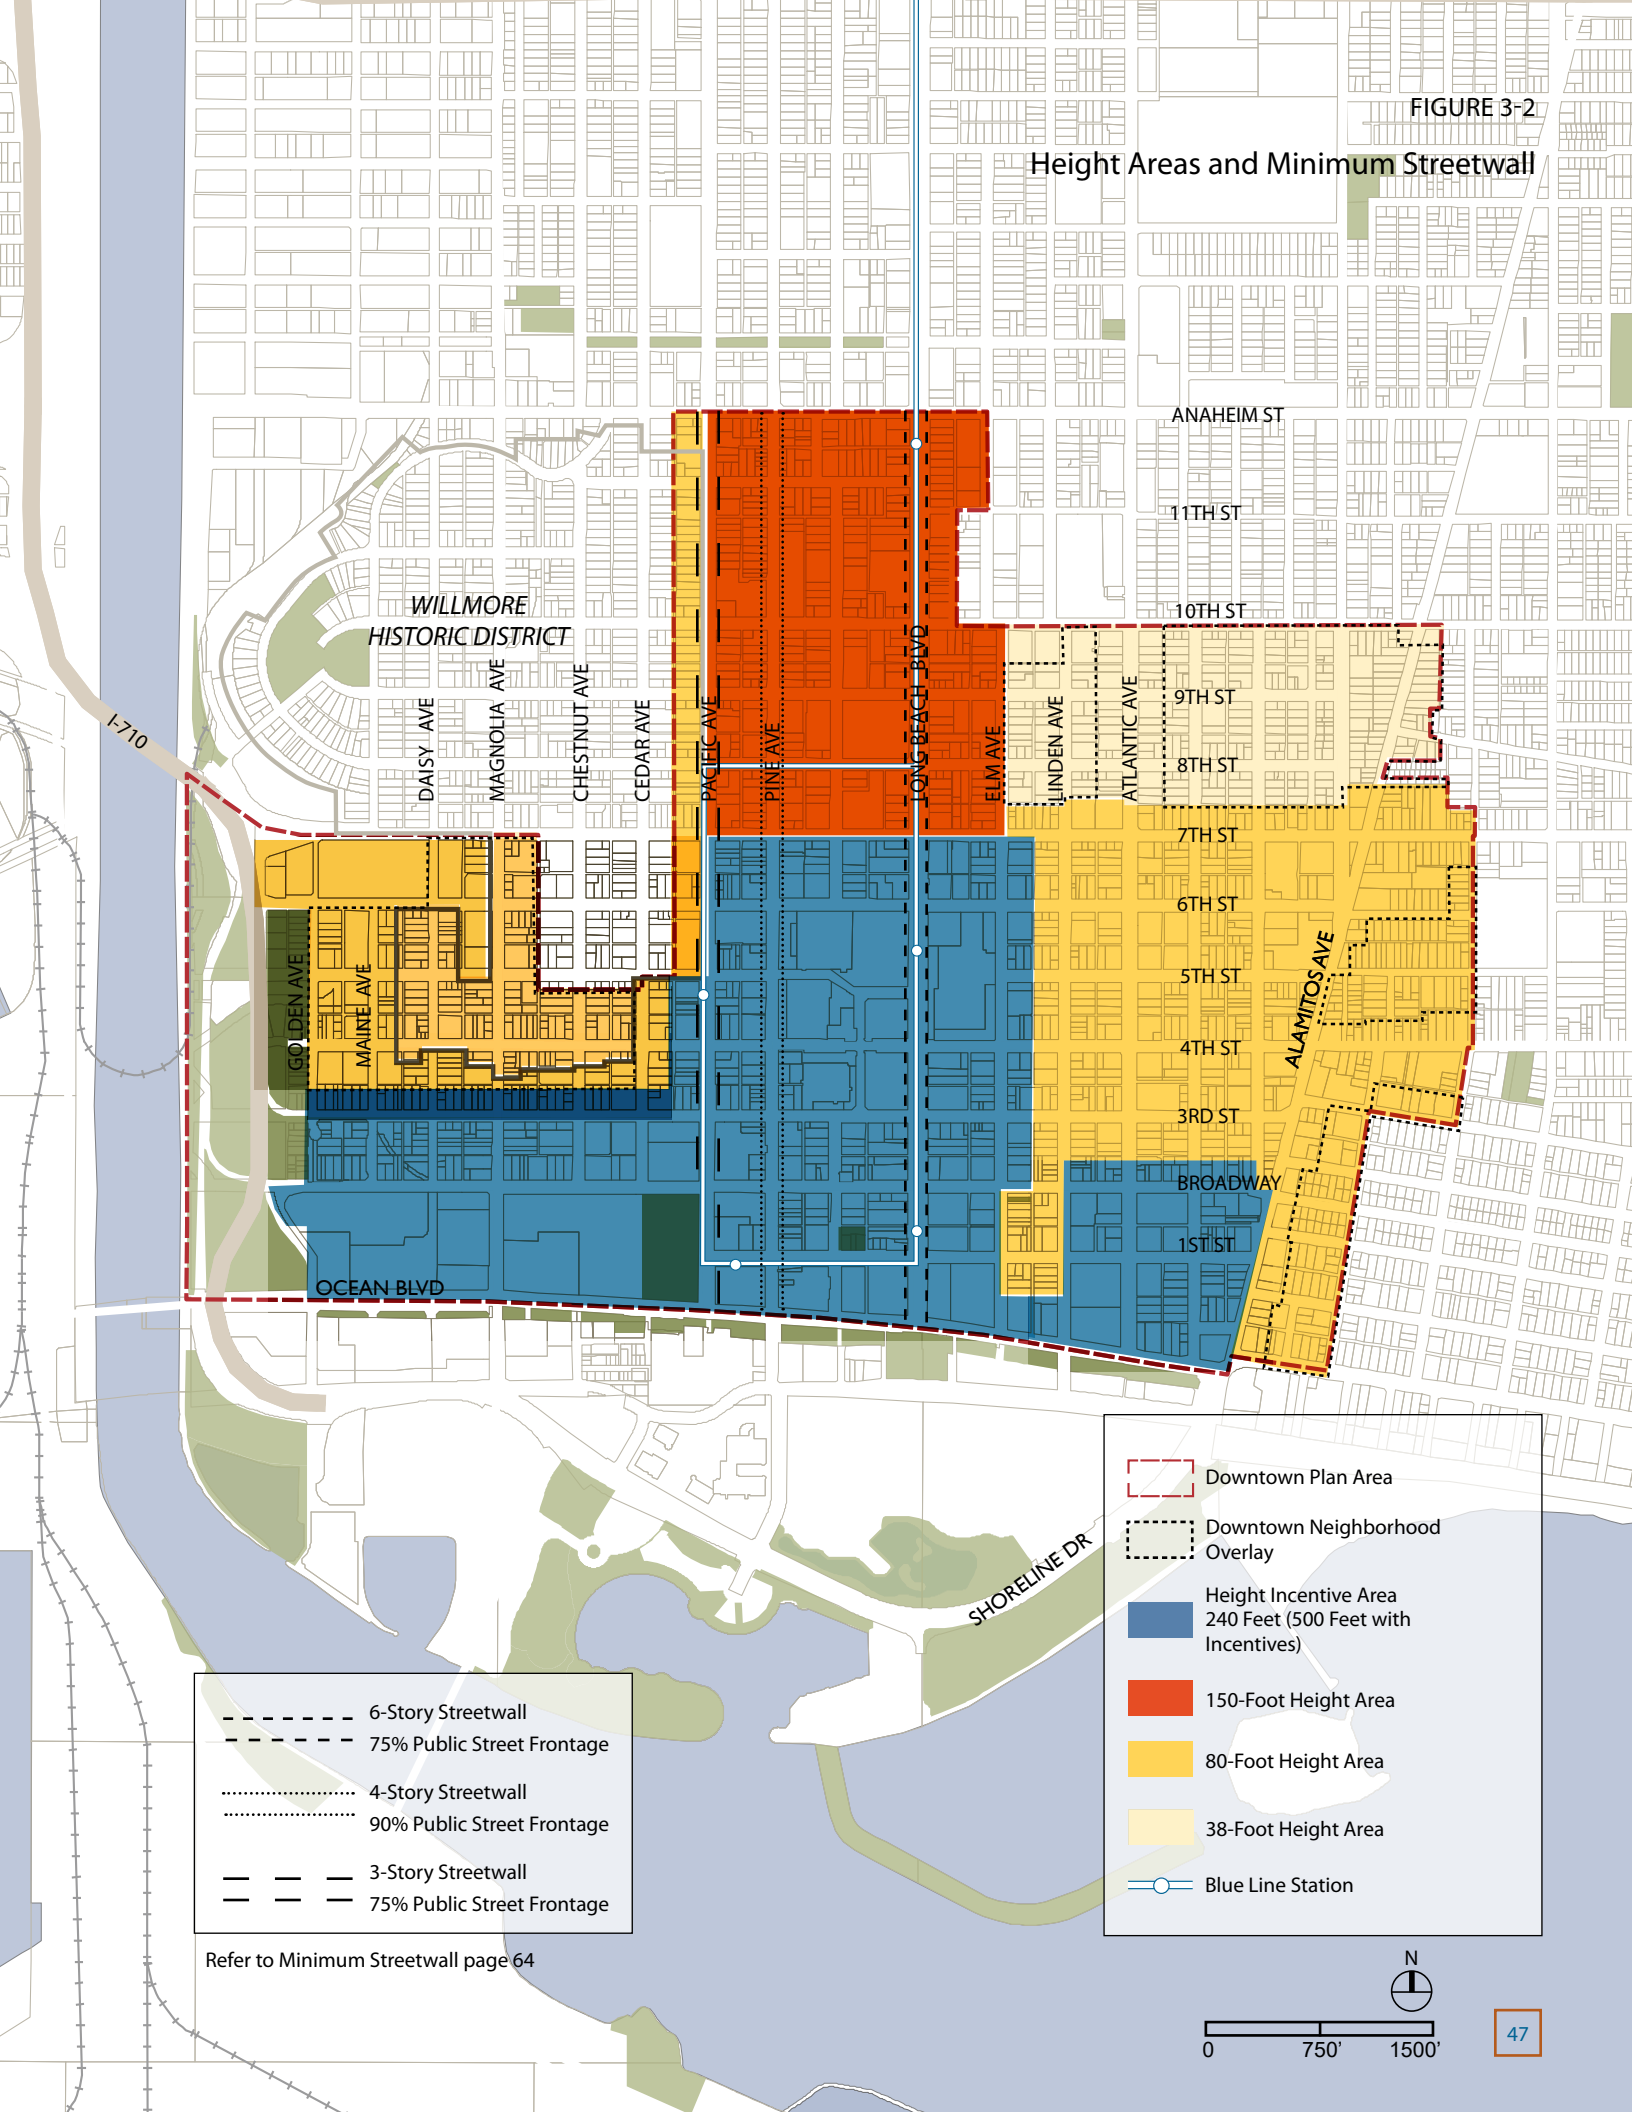 FIGURE 3-2
Height Areas and Minimum Streetwall
ANAHEIM ST
11TH ST
10TH ST
WILLMORE
HISTORIC DISTRICT
9TH ST
8TH ST
7TH ST
6TH ST
5TH ST
4TH ST
3RD ST
BROADWAY
1ST ST
I-710
DAISY AVE
MAGNOLIA AVE
CHESTNUT AVE
CEDAR AVE
PACIFIC AVE
PINE AVE
LONG BEACH BLVD
ELM AVE
LINDEN AVE
ATLANTIC AVE
ALAMITOS AVE
GOLDEN AVE
MAINE AVE
OCEAN BLVD
SHORELINE DR
Downtown Plan Area
Downtown Neighborhood
Overlay
Height Incentive Area
240 Feet (500 Feet with
Incentives)
150-Foot Height Area
80-Foot Height Area
38-Foot Height Area
Blue Line Station
6-Story Streetwall
75% Public Street Frontage
4-Story Streetwall
90% Public Street Frontage
3-Story Streetwall
75% Public Street Frontage
Refer to Minimum Streetwall page 64
N
0 750' 1500'
47